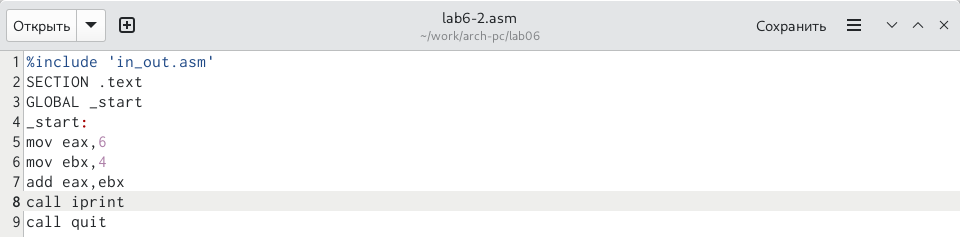 Открыть
lab6-2.asm
~/work/arch-pc/lab06
Сохранить
1 %include 'in_out.asm'
2 SECTION .text
3 GLOBAL _start
4 _start:
5 mov eax,6
6 mov ebx,4
7 add eax,ebx
8 call iprint
9 call quit